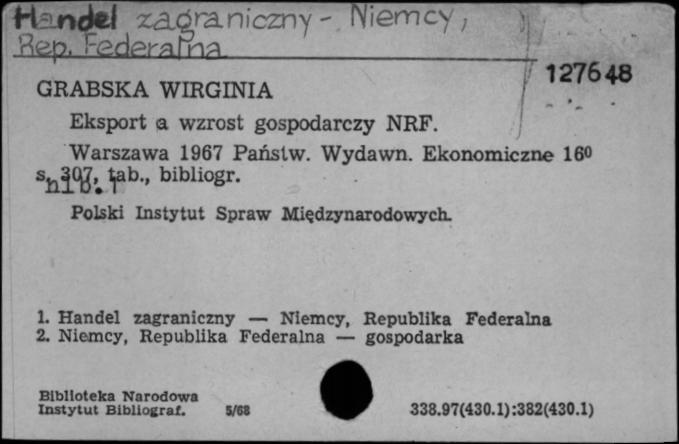 Handel zagraniczny - Niemcy,
Rep. Federalna
127648
GRABSKA WIRGINIA
Eksport a wzrost gospodarczy NRF.
Warszawa 1967 Państw. Wydawn. Ekonomiczne 16⁰
s. 307, tab., bibliogr.
nlb. 1
Polski Instytut Spraw Międzynarodowych.
1. Handel zagraniczny — Niemcy, Republika Federalna
2. Niemcy, Republika Federalna — gospodarka
Biblioteka Narodowa
Instytut Bibliograf. 5/68
338.97(430.1):382(430.1)